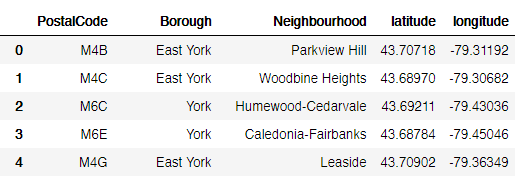 PostalCode Borough Neighbourhood latitude longitude
0 M4B East York Parkview Hill 43.70718 -79.31192
1 M4C East York Woodbine Heights 43.68970 -79.30682
2 M6C York Humewood-Cedarvale 43.69211 -79.43036
3 M6E York Caledonia-Fairbanks 43.68784 -79.45046
4 M4G East York Leaside 43.70902 -79.36349